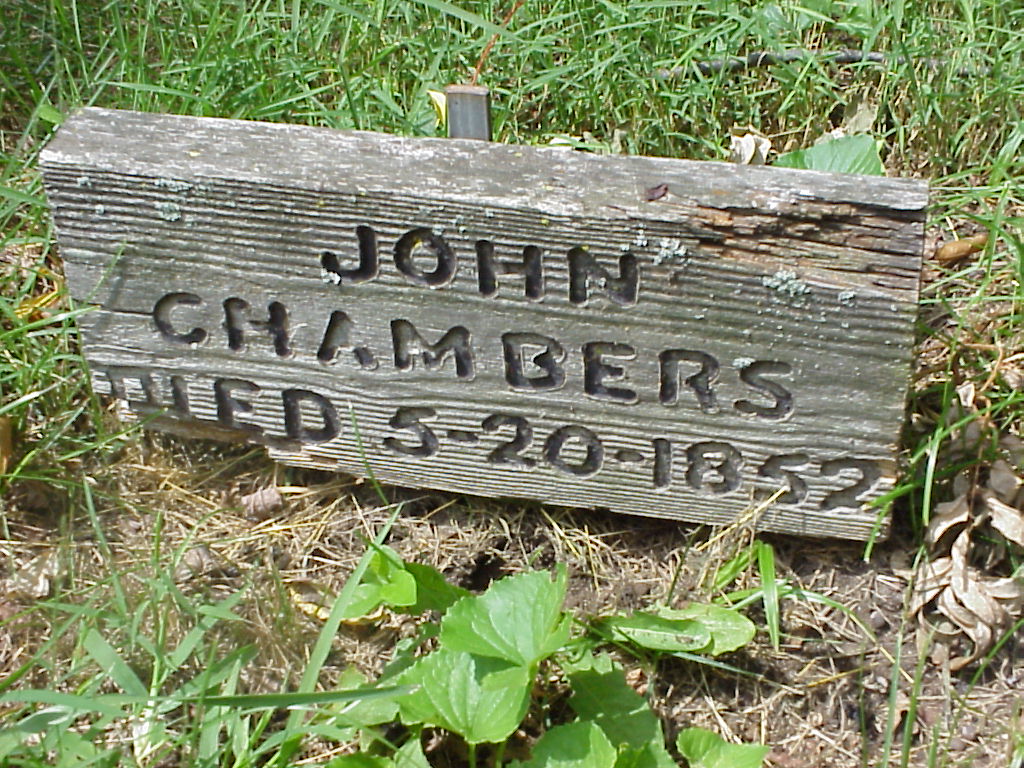 JOHN
CHAMBERS
DIED 5-20-1852